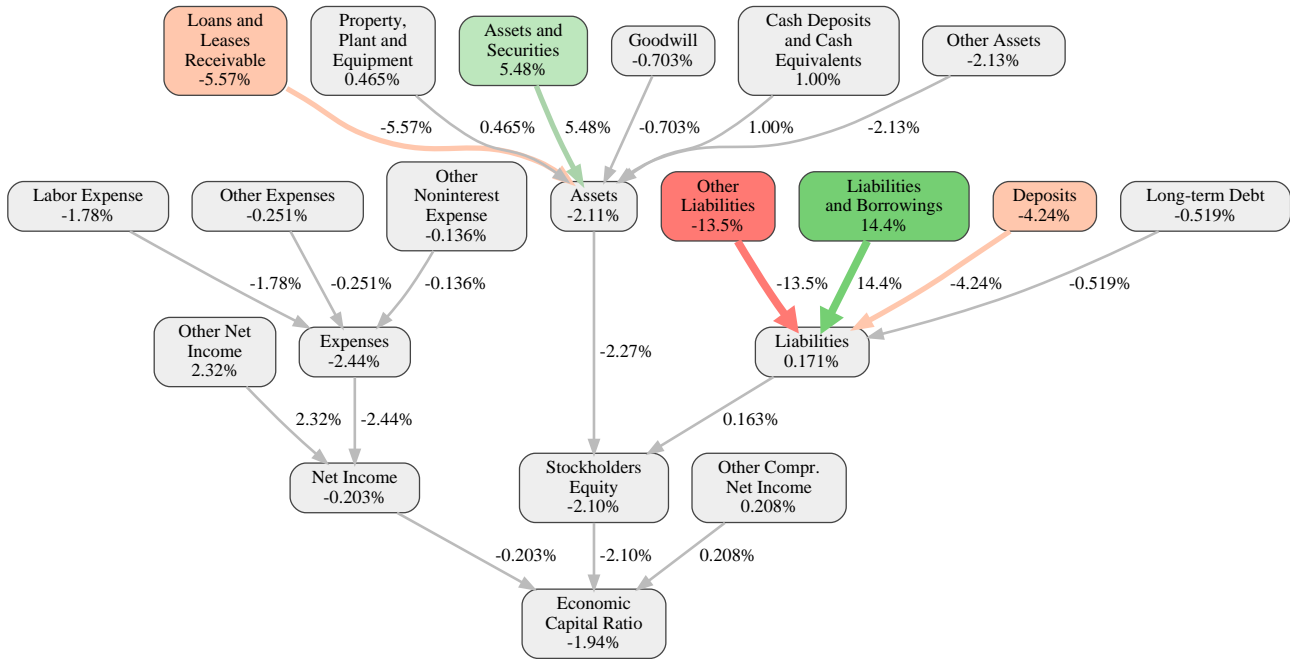 Loans and
Leases
Receivable
-5.57%
Property,
Plant and
Equipment
0.465%
Assets and
Securities
5.48%
Goodwill
-0.703%
Cash Deposits
and Cash
Equivalents
1.00%
Other Assets
-2.13%
-5.57%
0.465%
5.48%
-0.703%
1.00%
-2.13%
Labor Expense
-1.78%
Other Expenses
-0.251%
Other
Noninterest
Expense
-0.136%
Assets
-2.11%
Other
Liabilities
-13.5%
Liabilities
and Borrowings
14.4%
Deposits
-4.24%
Long-term Debt
-0.519%
-1.78%
-0.251%
-0.136%
-13.5%
14.4%
-4.24%
-0.519%
Other Net
Income
2.32%
Expenses
-2.44%
-2.27%
Liabilities
0.171%
2.32%
-2.44%
0.163%
Net Income
-0.203%
Stockholders
Equity
-2.10%
Other Compr.
Net Income
0.208%
-0.203%
-2.10%
0.208%
Economic
Capital Ratio
-1.94%